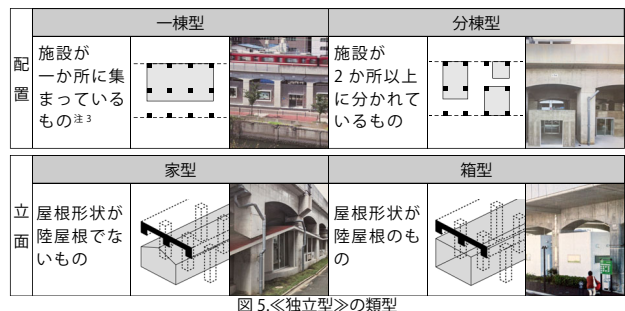 一棟型
分棟型
配置
施設が
一か所に集
まっている
もの注3
施設が
2か所以上
に分かれて
いるもの
家型
箱型
立面
屋根形状が
陸屋根でな
いもの
屋根形状が
陸屋根のも
の
図5.≪独立型≫の類型